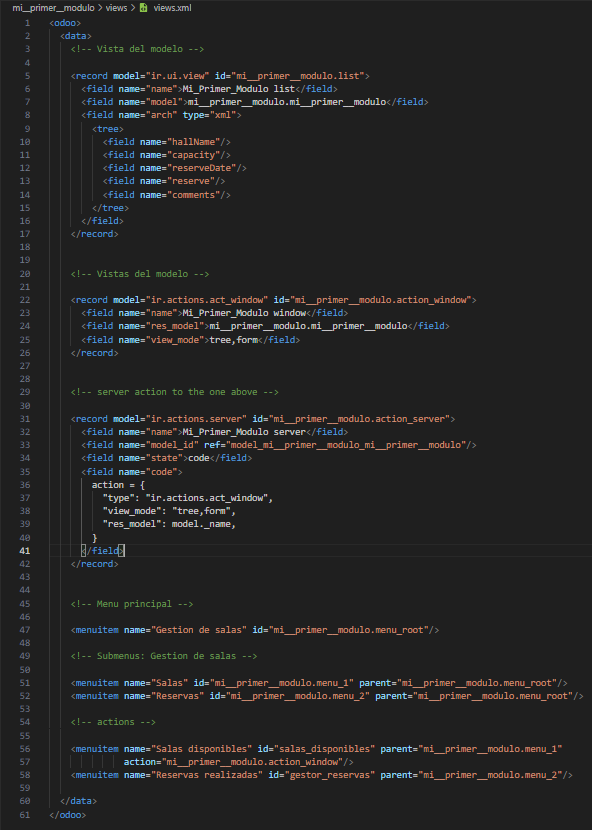 mi__primer__modulo > views > views.xml
1 <odoo>
2 <data>
3 <!-- Vista del modelo -->
4
5 <record model="ir.ui.view" id="mi__primer__modulo.list">
6 <field name="name">Mi_Primer_Modulo list</field>
7 <field name="model">mi__primer__modulo.mi__primer__modulo</field>
8 <field name="arch" type="xml">
9 <tree>
10 <field name="hallName"/>
11 <field name="capacity"/>
12 <field name="reserveDate"/>
13 <field name="reserve"/>
14 <field name="comments"/>
15 </tree>
16 </field>
17 </record>
18
19
20 <!-- Vistas del modelo -->
21
22 <record model="ir.actions.act_window" id="mi__primer__modulo.action_window">
23 <field name="name">Mi_Primer_Modulo window</field>
24 <field name="res_model">mi__primer__modulo.mi__primer__modulo</field>
25 <field name="view_mode">tree,form</field>
26 </record>
27
28
29 <!-- server action to the one above -->
30
31 <record model="ir.actions.server" id="mi__primer__modulo.action_server">
32 <field name="name">Mi_Primer_Modulo server</field>
33 <field name="model_id" ref="model_mi__primer__modulo_mi__primer__modulo"/>
34 <field name="state">code</field>
35 <field name="code">
36 action = {
37 "type": "ir.actions.act_window",
38 "view_mode": "tree,form",
39 "res_model": model._name,
40 }
41 </field>
42 </record>
43
44
45 <!-- Menu principal -->
46
47 <menuitem name="Gestion de salas" id="mi__primer__modulo.menu_root"/>
48
49 <!-- Submenus: Gestion de salas -->
50
51 <menuitem name="Salas" id="mi__primer__modulo.menu_1" parent="mi__primer__modulo.menu_root"/>
52 <menuitem name="Reservas" id="mi__primer__modulo.menu_2" parent="mi__primer__modulo.menu_root"/>
53
54 <!-- actions -->
55
56 <menuitem name="Salas disponibles" id="salas_disponibles" parent="mi__primer__modulo.menu_1"
57 action="mi__primer__modulo.action_window"/>
58 <menuitem name="Reservas realizadas" id="gestor_reservas" parent="mi__primer__modulo.menu_2"/>
59
60 </data>
61 </odoo>